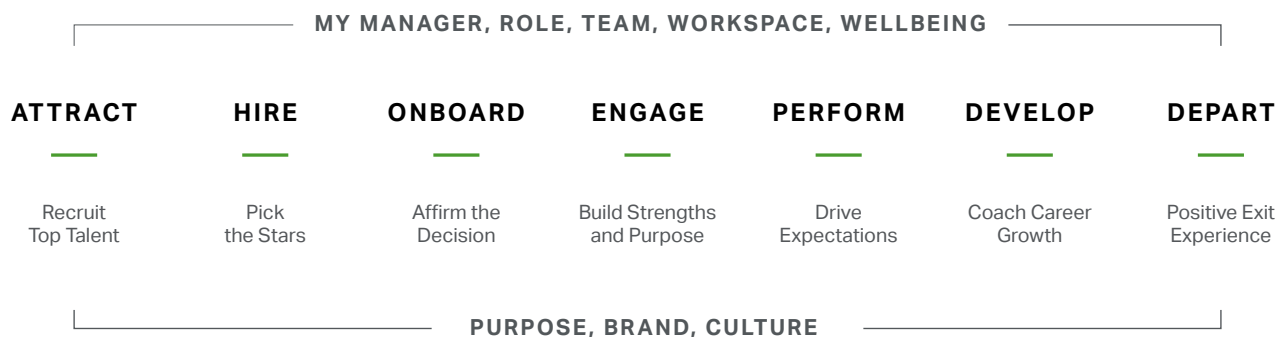 MY MANAGER, ROLE, TEAM, WORKSPACE, WELLBEING
ATTRACT
Recruit
Top Talent
HIRE
Pick
the Stars
ONBOARD
Affirm the
Decision
ENGAGE
Build Strengths
and Purpose
PERFORM
Drive
Expectations
DEVELOP
Coach Career
Growth
DEPART
Positive Exit
Experience
PURPOSE, BRAND, CULTURE